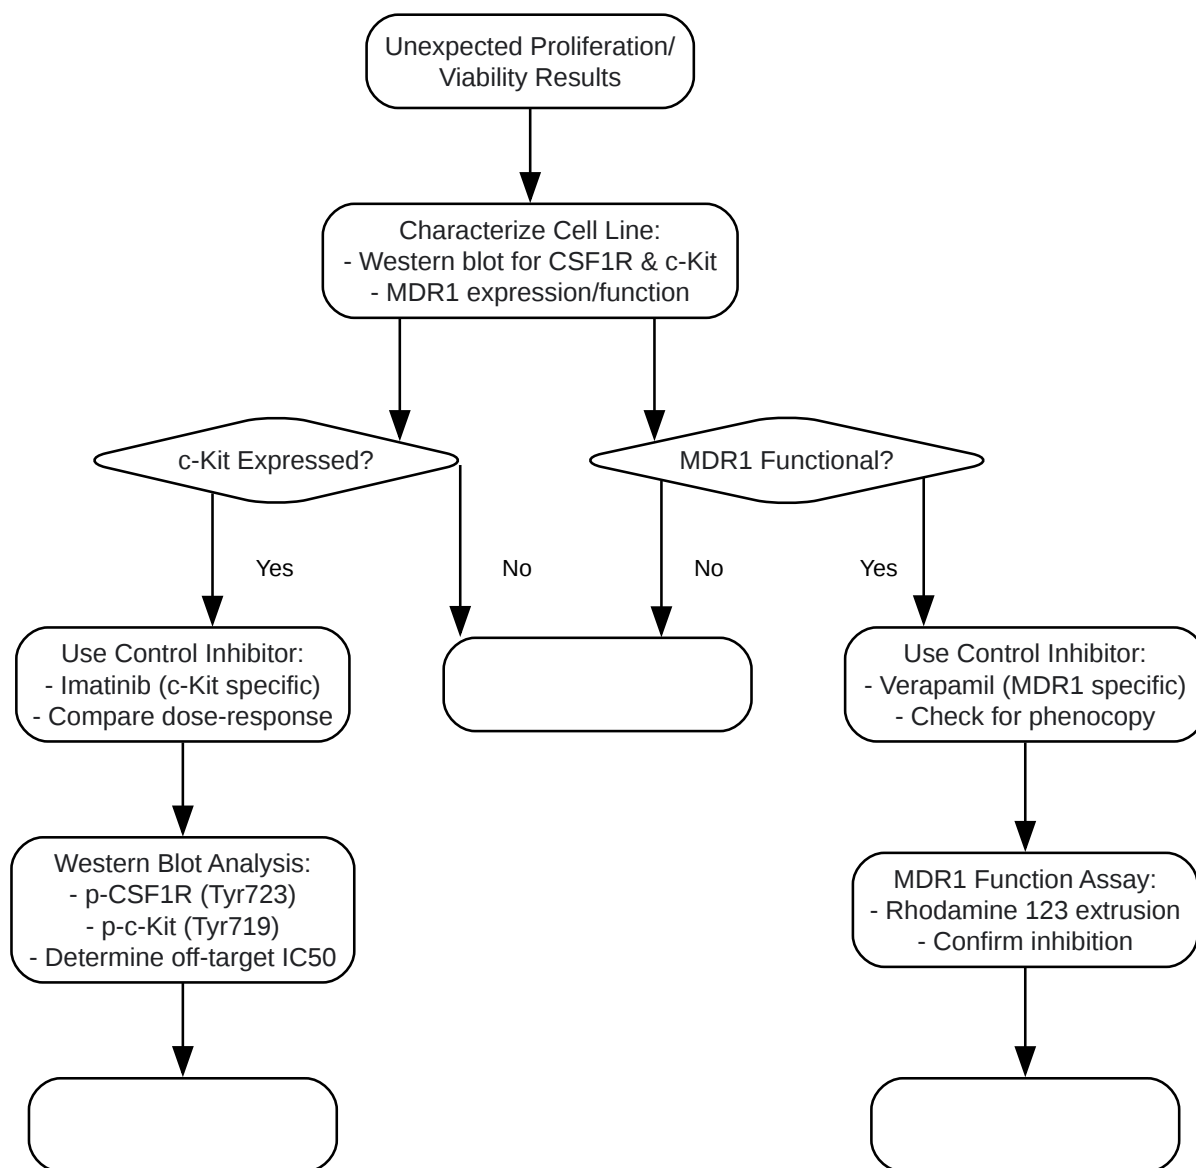 Unexpected Proliferation/
Viability Results
Characterize Cell Line:
- Western blot for CSF1R & c-Kit
- MDR1 expression/function
c-Kit Expressed?
MDR1 Functional?
Yes
No
No
Yes
Use Control Inhibitor:
- Imatinib (c-Kit specific)
- Compare dose-response
Use Control Inhibitor:
- Verapamil (MDR1 specific)
- Check for phenocopy
Western Blot Analysis:
- p-CSF1R (Tyr723)
- p-c-Kit (Tyr719)
- Determine off-target IC50
MDR1 Function Assay:
- Rhodamine 123 extrusion
- Confirm inhibition